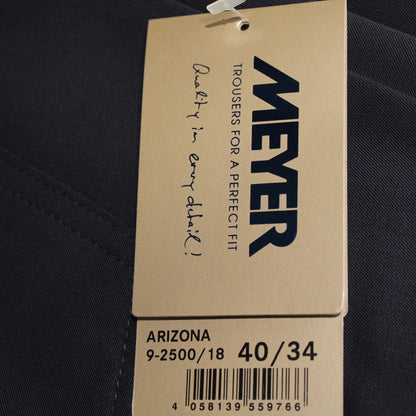 MEYER
TROUSERS FOR A PERFECT FIT
Quality in every detail!
ARIZONA
9-2500/18 40/34
4 058139 559766